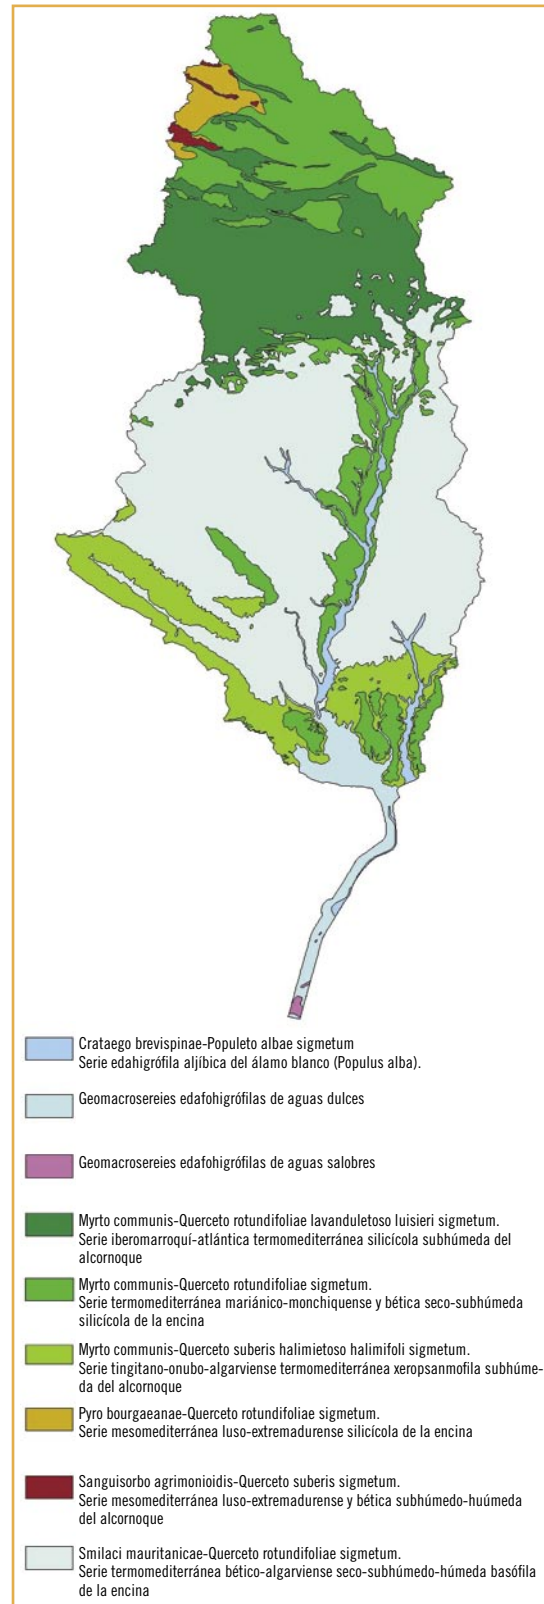 Crataego brevispinae-Populeto albae sigmetum
Serie edahigrófila aljíbica del álamo blanco (Populus alba).
Geomacrosereies edafohigrófilas de aguas dulces
Geomacrosereies edafohigrófilas de aguas salobres
Myrto communis-Querceto rotundifoliae lavanduletoso luisieri sigmetum.
Serie iberomarroquí-atlántica termomediterránea silicícola subhúmeda del
alcornoque
Myrto communis-Querceto rotundifoliae sigmetum.
Serie termomediterránea mariánico-monchiquense y bética seco-subhúmeda
silicícola de la encina
Myrto communis-Querceto suberis halimietoso halimifoli sigmetum.
Serie tingitano-onubo-algarviense termomediterránea xeropsanmofila subhúme-
da del alcornoque
Pyro bourgaeanae-Querceto rotundifoliae sigmetum.
Serie mesomediterránea luso-extremadurense silicícola de la encina
Sanguisorbo agrimonioidis-Querceto suberis sigmetum.
Serie mesomediterránea luso-extremadurense y bética subhúmedo-huúmeda
del alcornoque
Smilaci mauritanicae-Querceto rotundifoliae sigmetum.
Serie termomediterránea bético-algarviense seco-subhúmedo-húmeda basófila
de la encina